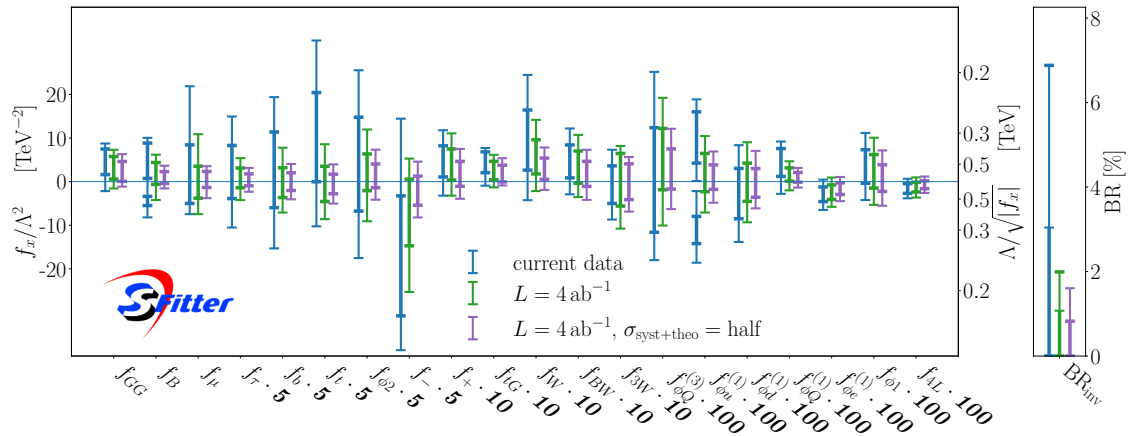 f_x/Λ² [TeV⁻²]
20
10
0
-10
-20
current data
L = 4 ab⁻¹
L = 4 ab⁻¹, σ_syst+theo = half
SFitter
0.2
0.3
0.5
0.5
0.3
0.2
Λ/√|f_x| [TeV]
f_GG
f_B
f_μ
f_τ · 5
f_b · 5
f_t · 5
f_ϕ2 · 5
f_− · 5
f_+ · 10
f_tG · 10
f_W · 10
f_BW · 10
f_3W · 10
f_ϕQ^(3) · 100
f_ϕu^(1) · 100
f_ϕd^(1) · 100
f_ϕQ^(1) · 100
f_ϕe^(1) · 100
f_ϕ1 · 100
f_4L · 100
8
6
4
2
0
BR [%]
BR_inv